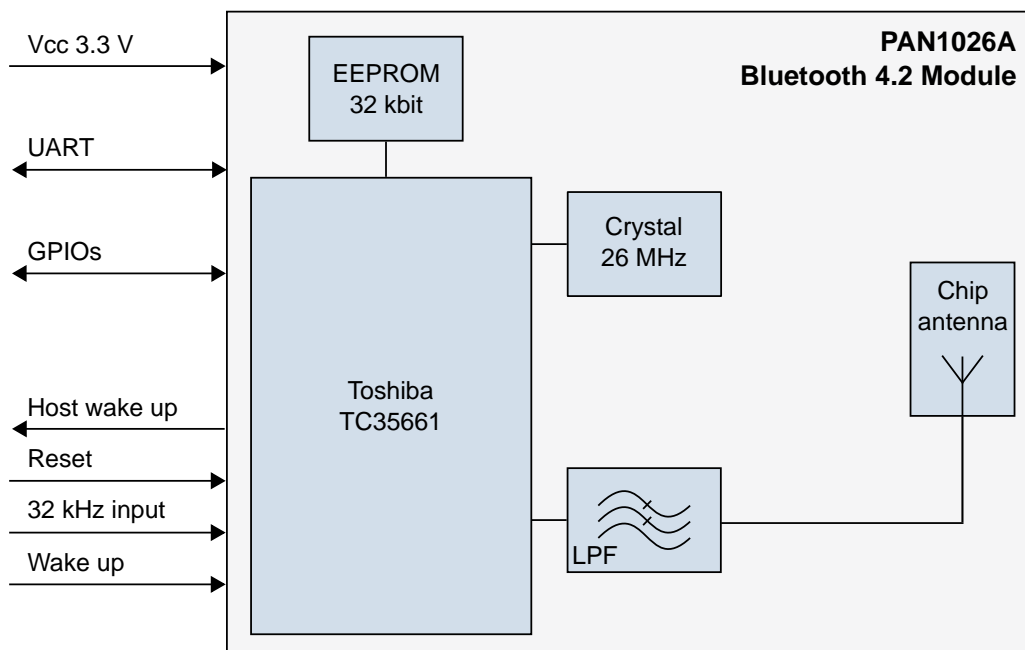 PAN1026A
Bluetooth 4.2 Module
Vcc 3.3 V
EEPROM
32 kbit
UART
Crystal
26 MHz
GPIOs
Chip
antenna
Toshiba
TC35661
Host wake up
Reset
32 kHz input
LPF
Wake up